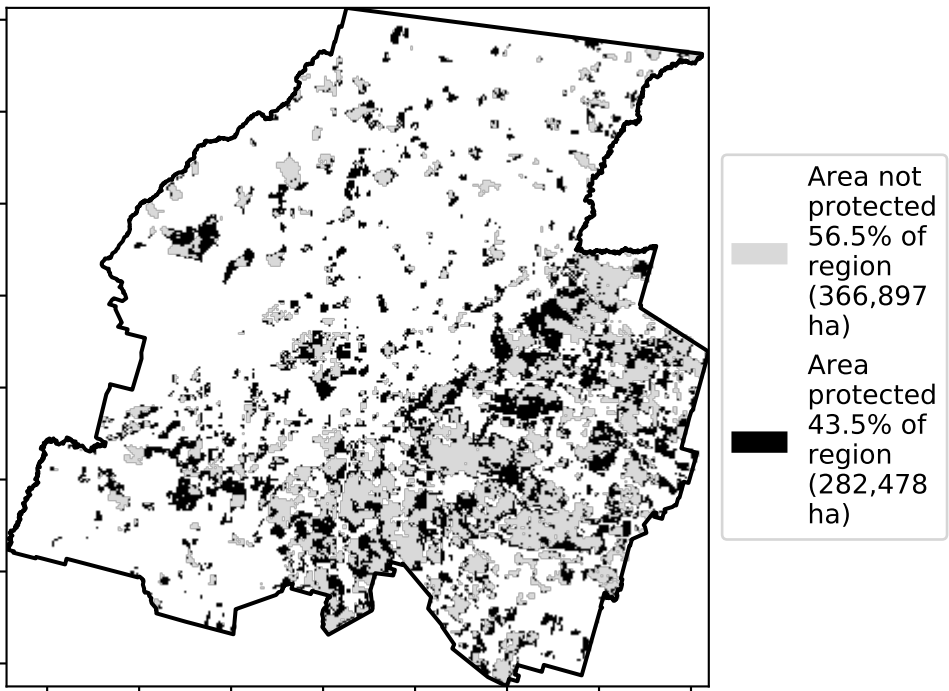 Area not
protected
56.5% of
region
(366,897
ha)
Area
protected
43.5% of
region
(282,478
ha)